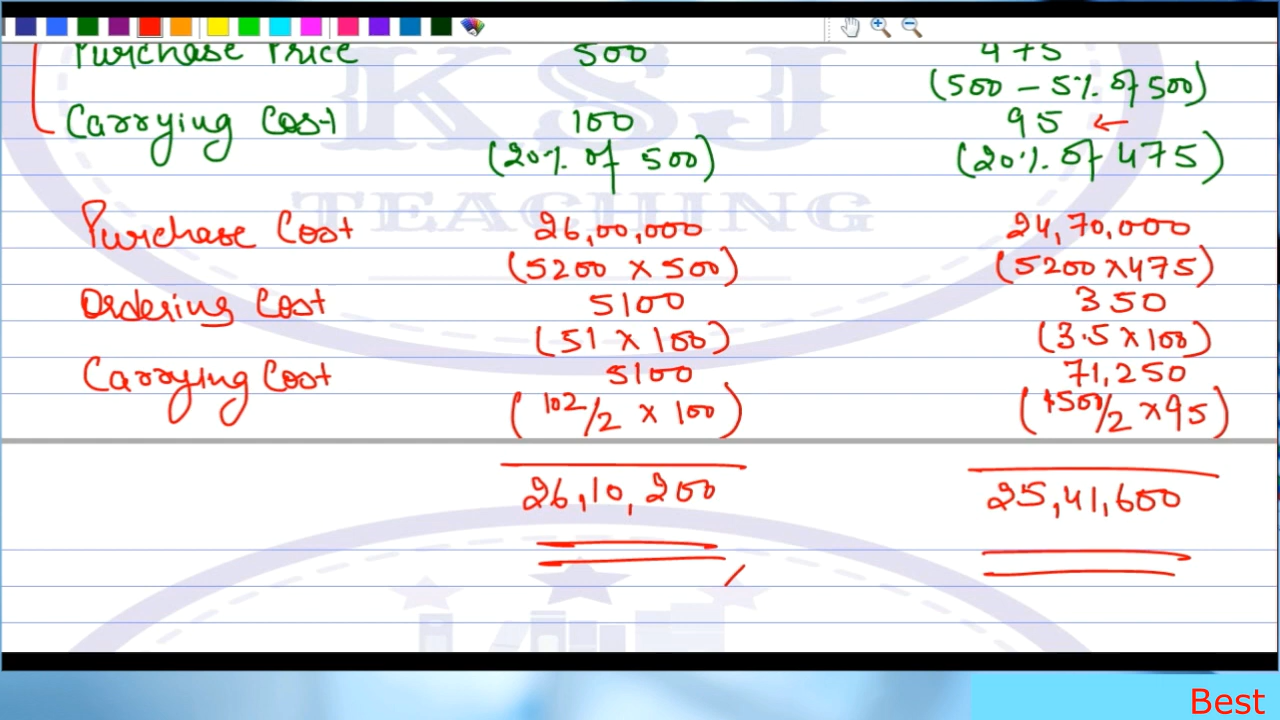 Purchase Price 500 475
(500 - 5% of 500)
Carrying Cost 100 95 ←
(20% of 500) (20% of 475)
Purchase Cost 26,00,000 24,70,000
(5200 x 500) (5200 x 475)
Ordering Cost 5100 350
(51 x 100) (3.5 x 100)
Carrying Cost 5100 71,250
(102/2 x 100) (1500/2 x 95)
26,10,200 25,41,600
KSJ
TEACHING
Best